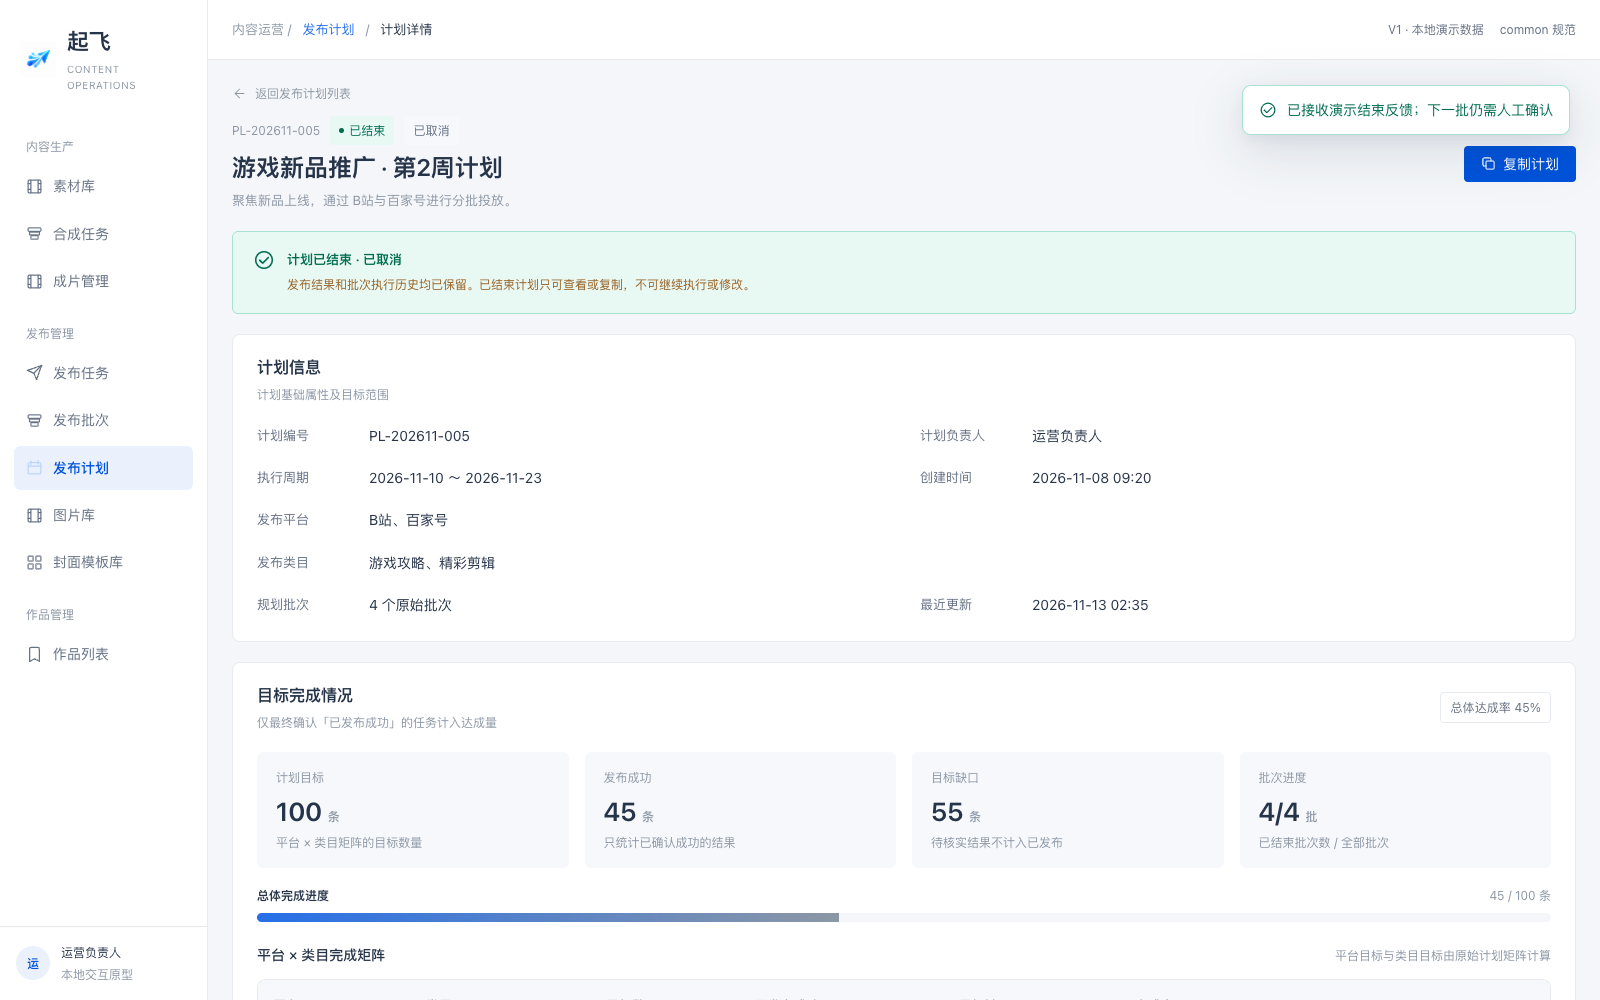 起飞
CONTENT
OPERATIONS
内容生产
素材库
合成任务
成片管理
发布管理
发布任务
发布批次
发布计划
图片库
封面模板库
作品管理
作品列表
运
运营负责人
本地交互原型
内容运营 / 发布计划 / 计划详情
V1 · 本地演示数据 common 规范
返回发布计划列表
已接收演示结束反馈；下一批仍需人工确认
PL-202611-005 已结束 已取消
游戏新品推广 · 第2周计划
复制计划
聚焦新品上线，通过 B站与百家号进行分批投放。
计划已结束 · 已取消
发布结果和批次执行历史均已保留。已结束计划只可查看或复制，不可继续执行或修改。
计划信息
计划基础属性及目标范围
计划编号 PL-202611-005 计划负责人 运营负责人
执行周期 2026-11-10 ～ 2026-11-23 创建时间 2026-11-08 09:20
发布平台 B站、百家号
发布类目 游戏攻略、精彩剪辑
规划批次 4 个原始批次 最近更新 2026-11-13 02:35
目标完成情况
仅最终确认「已发布成功」的任务计入达成量
总体达成率 45%
计划目标
100 条
平台 × 类目矩阵的目标数量
发布成功
45 条
只统计已确认成功的结果
目标缺口
55 条
待核实结果不计入已发布
批次进度
4/4 批
已结束批次数 / 全部批次
总体完成进度 45 / 100 条
平台 × 类目完成矩阵 平台目标与类目目标由原始计划矩阵计算